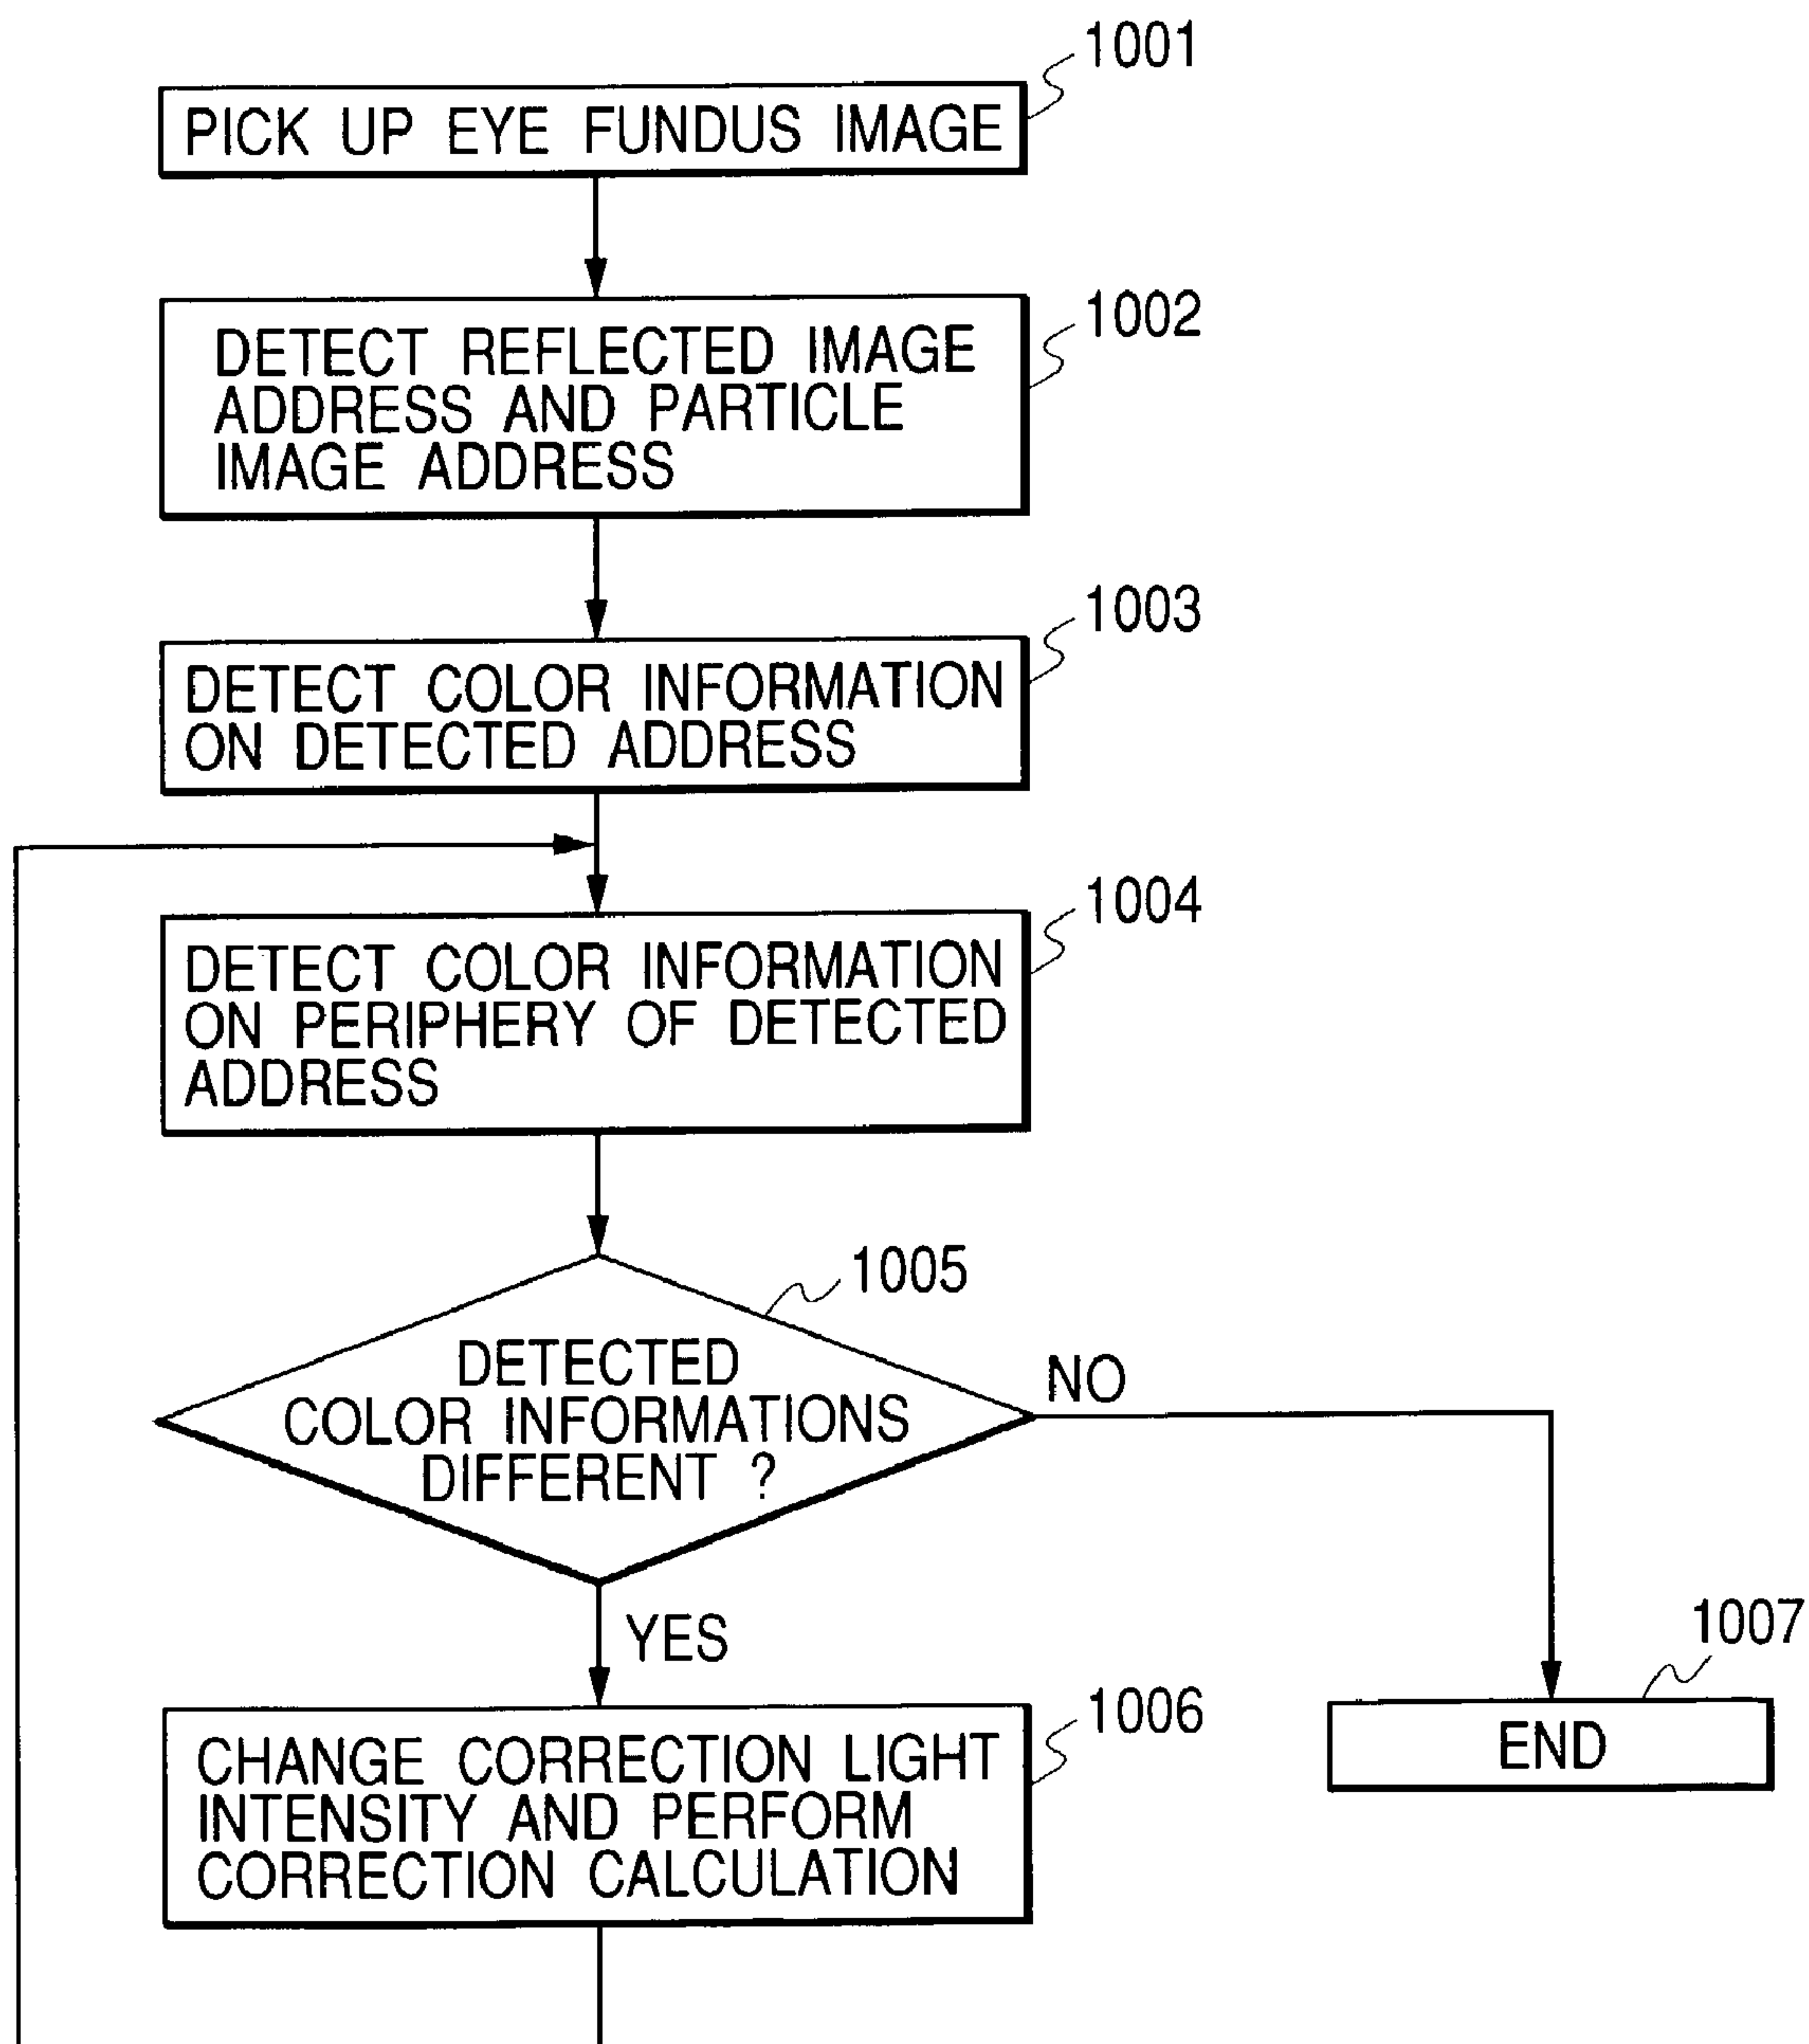 1001
PICK UP EYE FUNDUS IMAGE
1002
DETECT REFLECTED IMAGE
ADDRESS AND PARTICLE
IMAGE ADDRESS
1003
DETECT COLOR INFORMATION
ON DETECTED ADDRESS
1004
DETECT COLOR INFORMATION
ON PERIPHERY OF DETECTED
ADDRESS
1005
DETECTED
COLOR INFORMATIONS
DIFFERENT ?
NO
YES
1007
END
1006
CHANGE CORRECTION LIGHT
INTENSITY AND PERFORM
CORRECTION CALCULATION